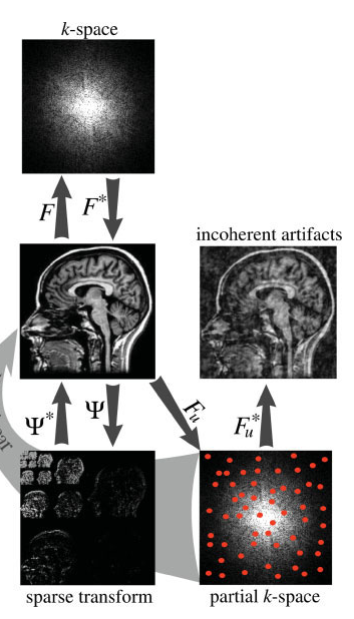 k-space
F F*
incoherent artifacts
Ψ* Ψ
F_u F_u*
sparse transform
partial k-space